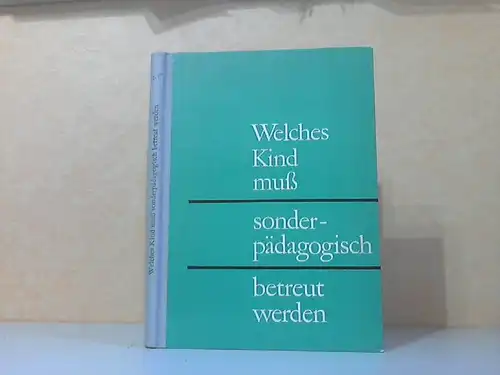 Welches
Kind
muß
sonder-
pädagogisch
betreut
werden
Welches Kind muß sonderpädagogisch betreut werden